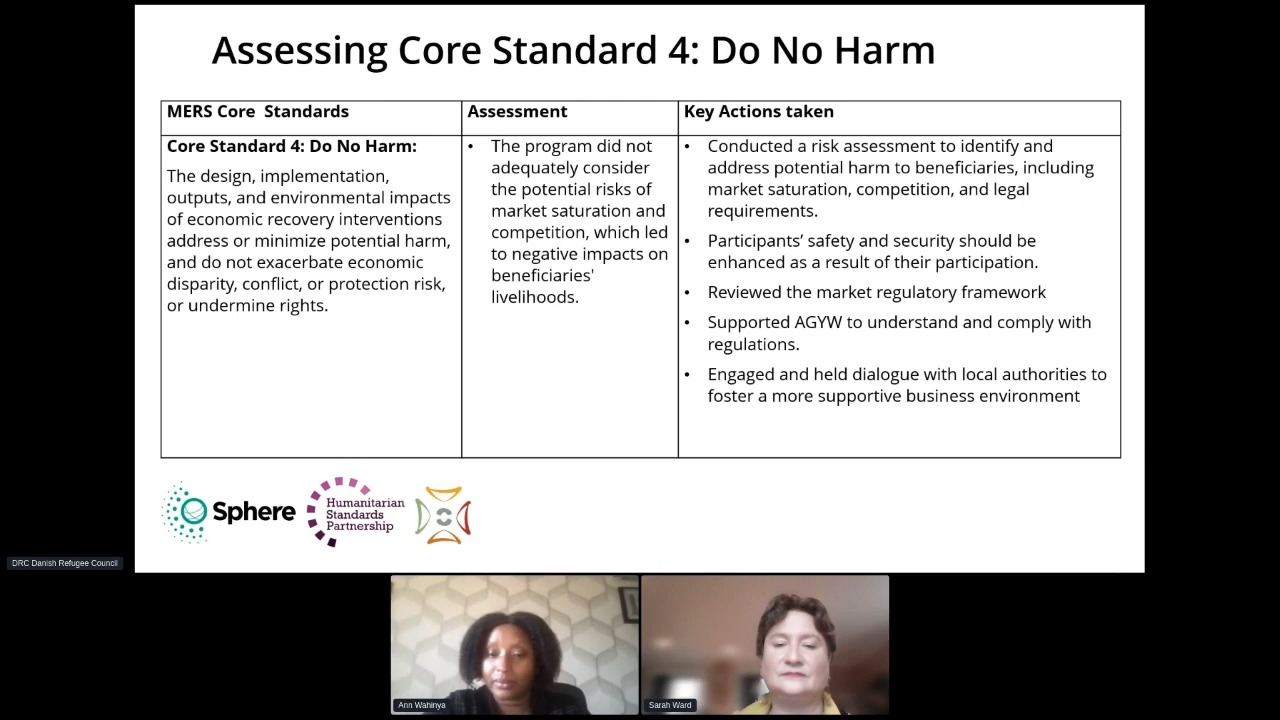 Assessing Core Standard 4: Do No Harm
MERS Core Standards
Assessment
Key Actions taken
Core Standard 4: Do No Harm:
The design, implementation,
outputs, and environmental impacts
of economic recovery interventions
address or minimize potential harm,
and do not exacerbate economic
disparity, conflict, or protection risk,
or undermine rights.
• The program did not
adequately consider
the potential risks of
market saturation and
competition, which led
to negative impacts on
beneficiaries'
livelihoods.
• Conducted a risk assessment to identify and
address potential harm to beneficiaries, including
market saturation, competition, and legal
requirements.
• Participants’ safety and security should be
enhanced as a result of their participation.
• Reviewed the market regulatory framework
• Supported AGYW to understand and comply with
regulations.
• Engaged and held dialogue with local authorities to
foster a more supportive business environment
Sphere
Humanitarian
Standards
Partnership
DRC Danish Refugee Council
Ann Wahinya
Sarah Ward